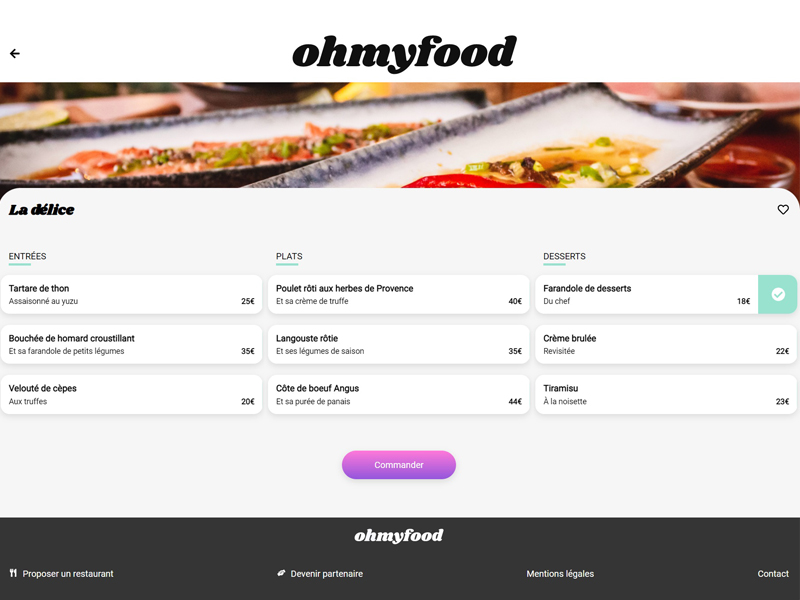 ohmyfood
La délice
ENTRÉES
Tartare de thon
Assaisonné au yuzu 25€
Bouchée de homard croustillant
Et sa farandole de petits légumes 35€
Velouté de cèpes
Aux truffes 20€
PLATS
Poulet rôti aux herbes de Provence
Et sa crème de truffe 40€
Langouste rôtie
Et ses légumes de saison 35€
Côte de boeuf Angus
Et sa purée de panais 44€
DESSERTS
Farandole de desserts
Du chef 18€
Crème brulée
Revisitée 22€
Tiramisu
À la noisette 23€
Commander
ohmyfood
Proposer un restaurant Devenir partenaire Mentions légales Contact